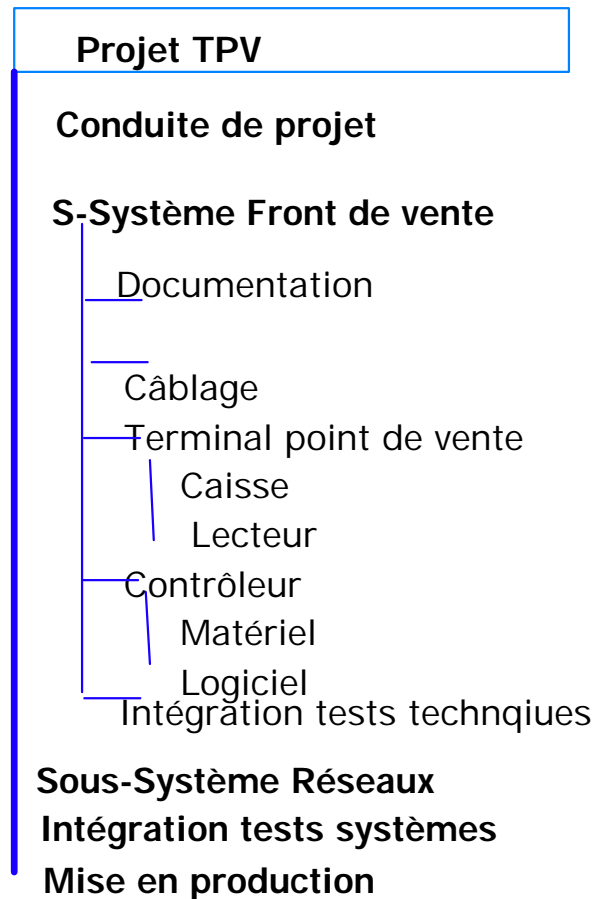 Projet TPV
Conduite de projet
S-Système Front de vente
Documentation
Câblage
Terminal point de vente
Caisse
Lecteur
Contrôleur
Matériel
Logiciel
Intégration tests technqiues
Sous-Système Réseaux
Intégration tests systèmes
Mise en production